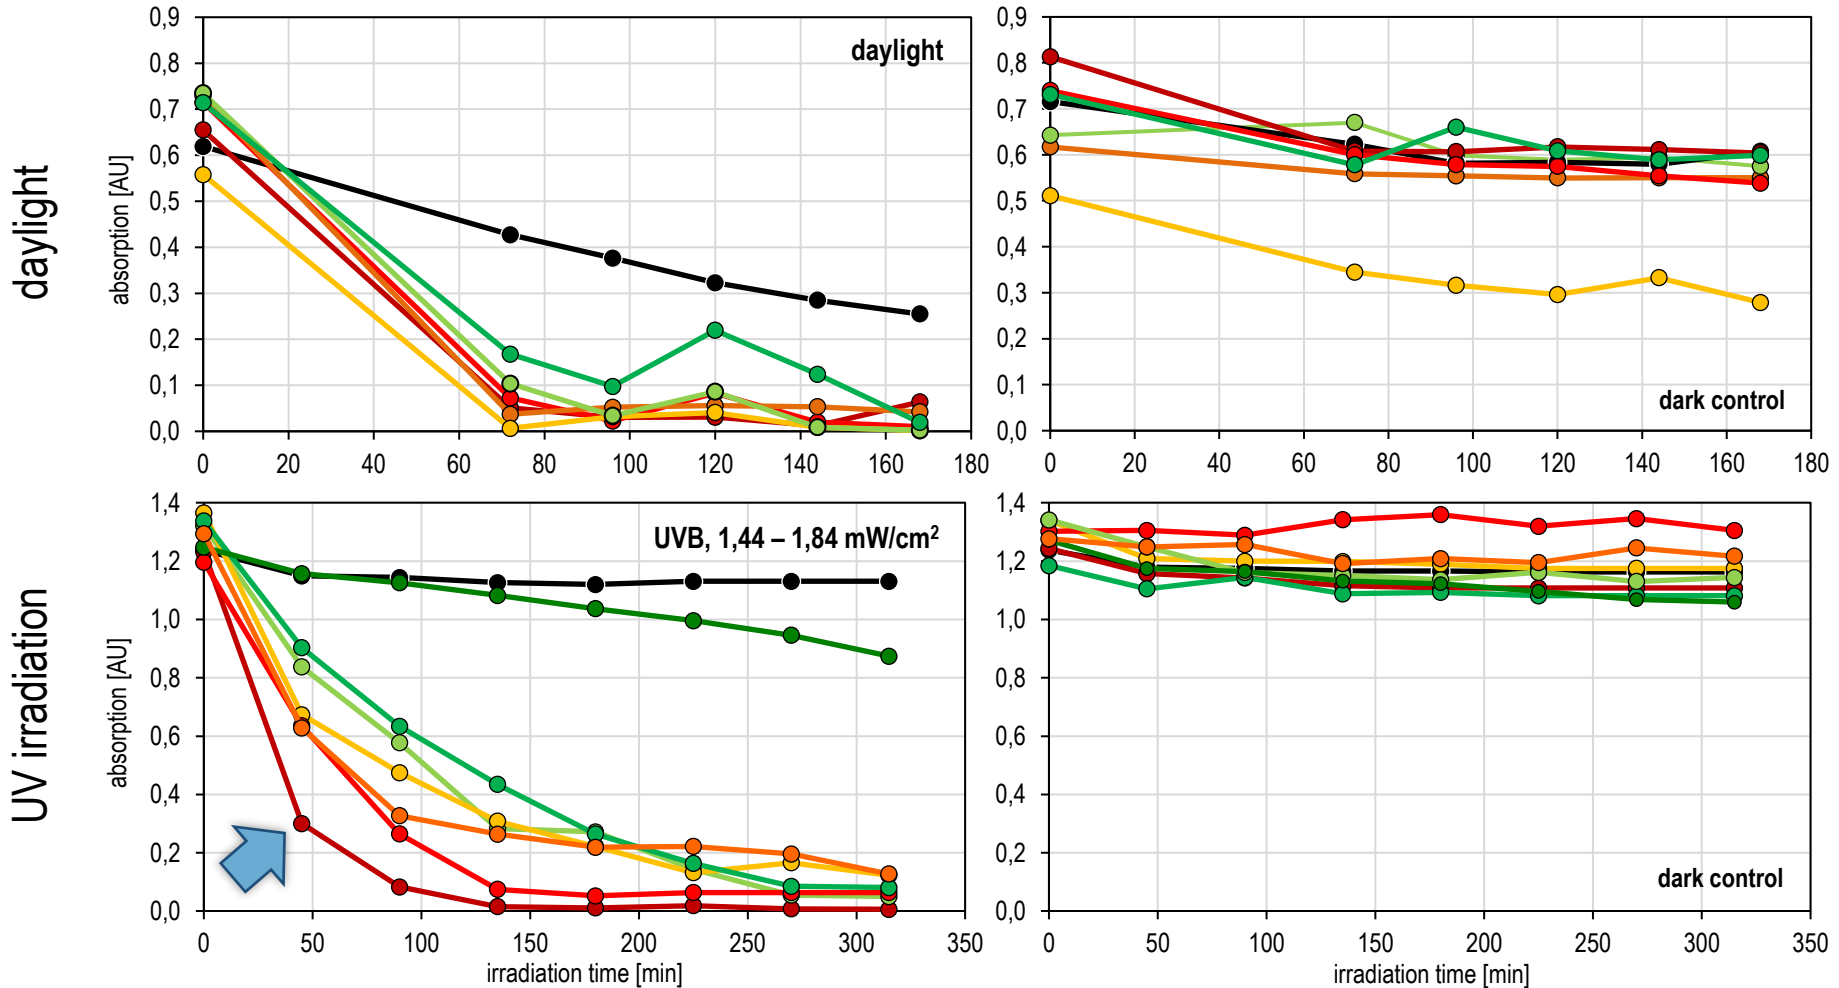 daylight
absorption [AU]
0,9
0,8
0,7
0,6
0,5
0,4
0,3
0,2
0,1
0,0
daylight
0 20 40 60 80 100 120 140 160 180
0,9
0,8
0,7
0,6
0,5
0,4
0,3
0,2
0,1
0,0
dark control
0 20 40 60 80 100 120 140 160 180
UV irradiation
absorption [AU]
1,4
1,2
1,0
0,8
0,6
0,4
0,2
0,0
UVB, 1,44 – 1,84 mW/cm²
0 50 100 150 200 250 300 350
irradiation time [min]
1,4
1,2
1,0
0,8
0,6
0,4
0,2
0,0
dark control
0 50 100 150 200 250 300 350
irradiation time [min]